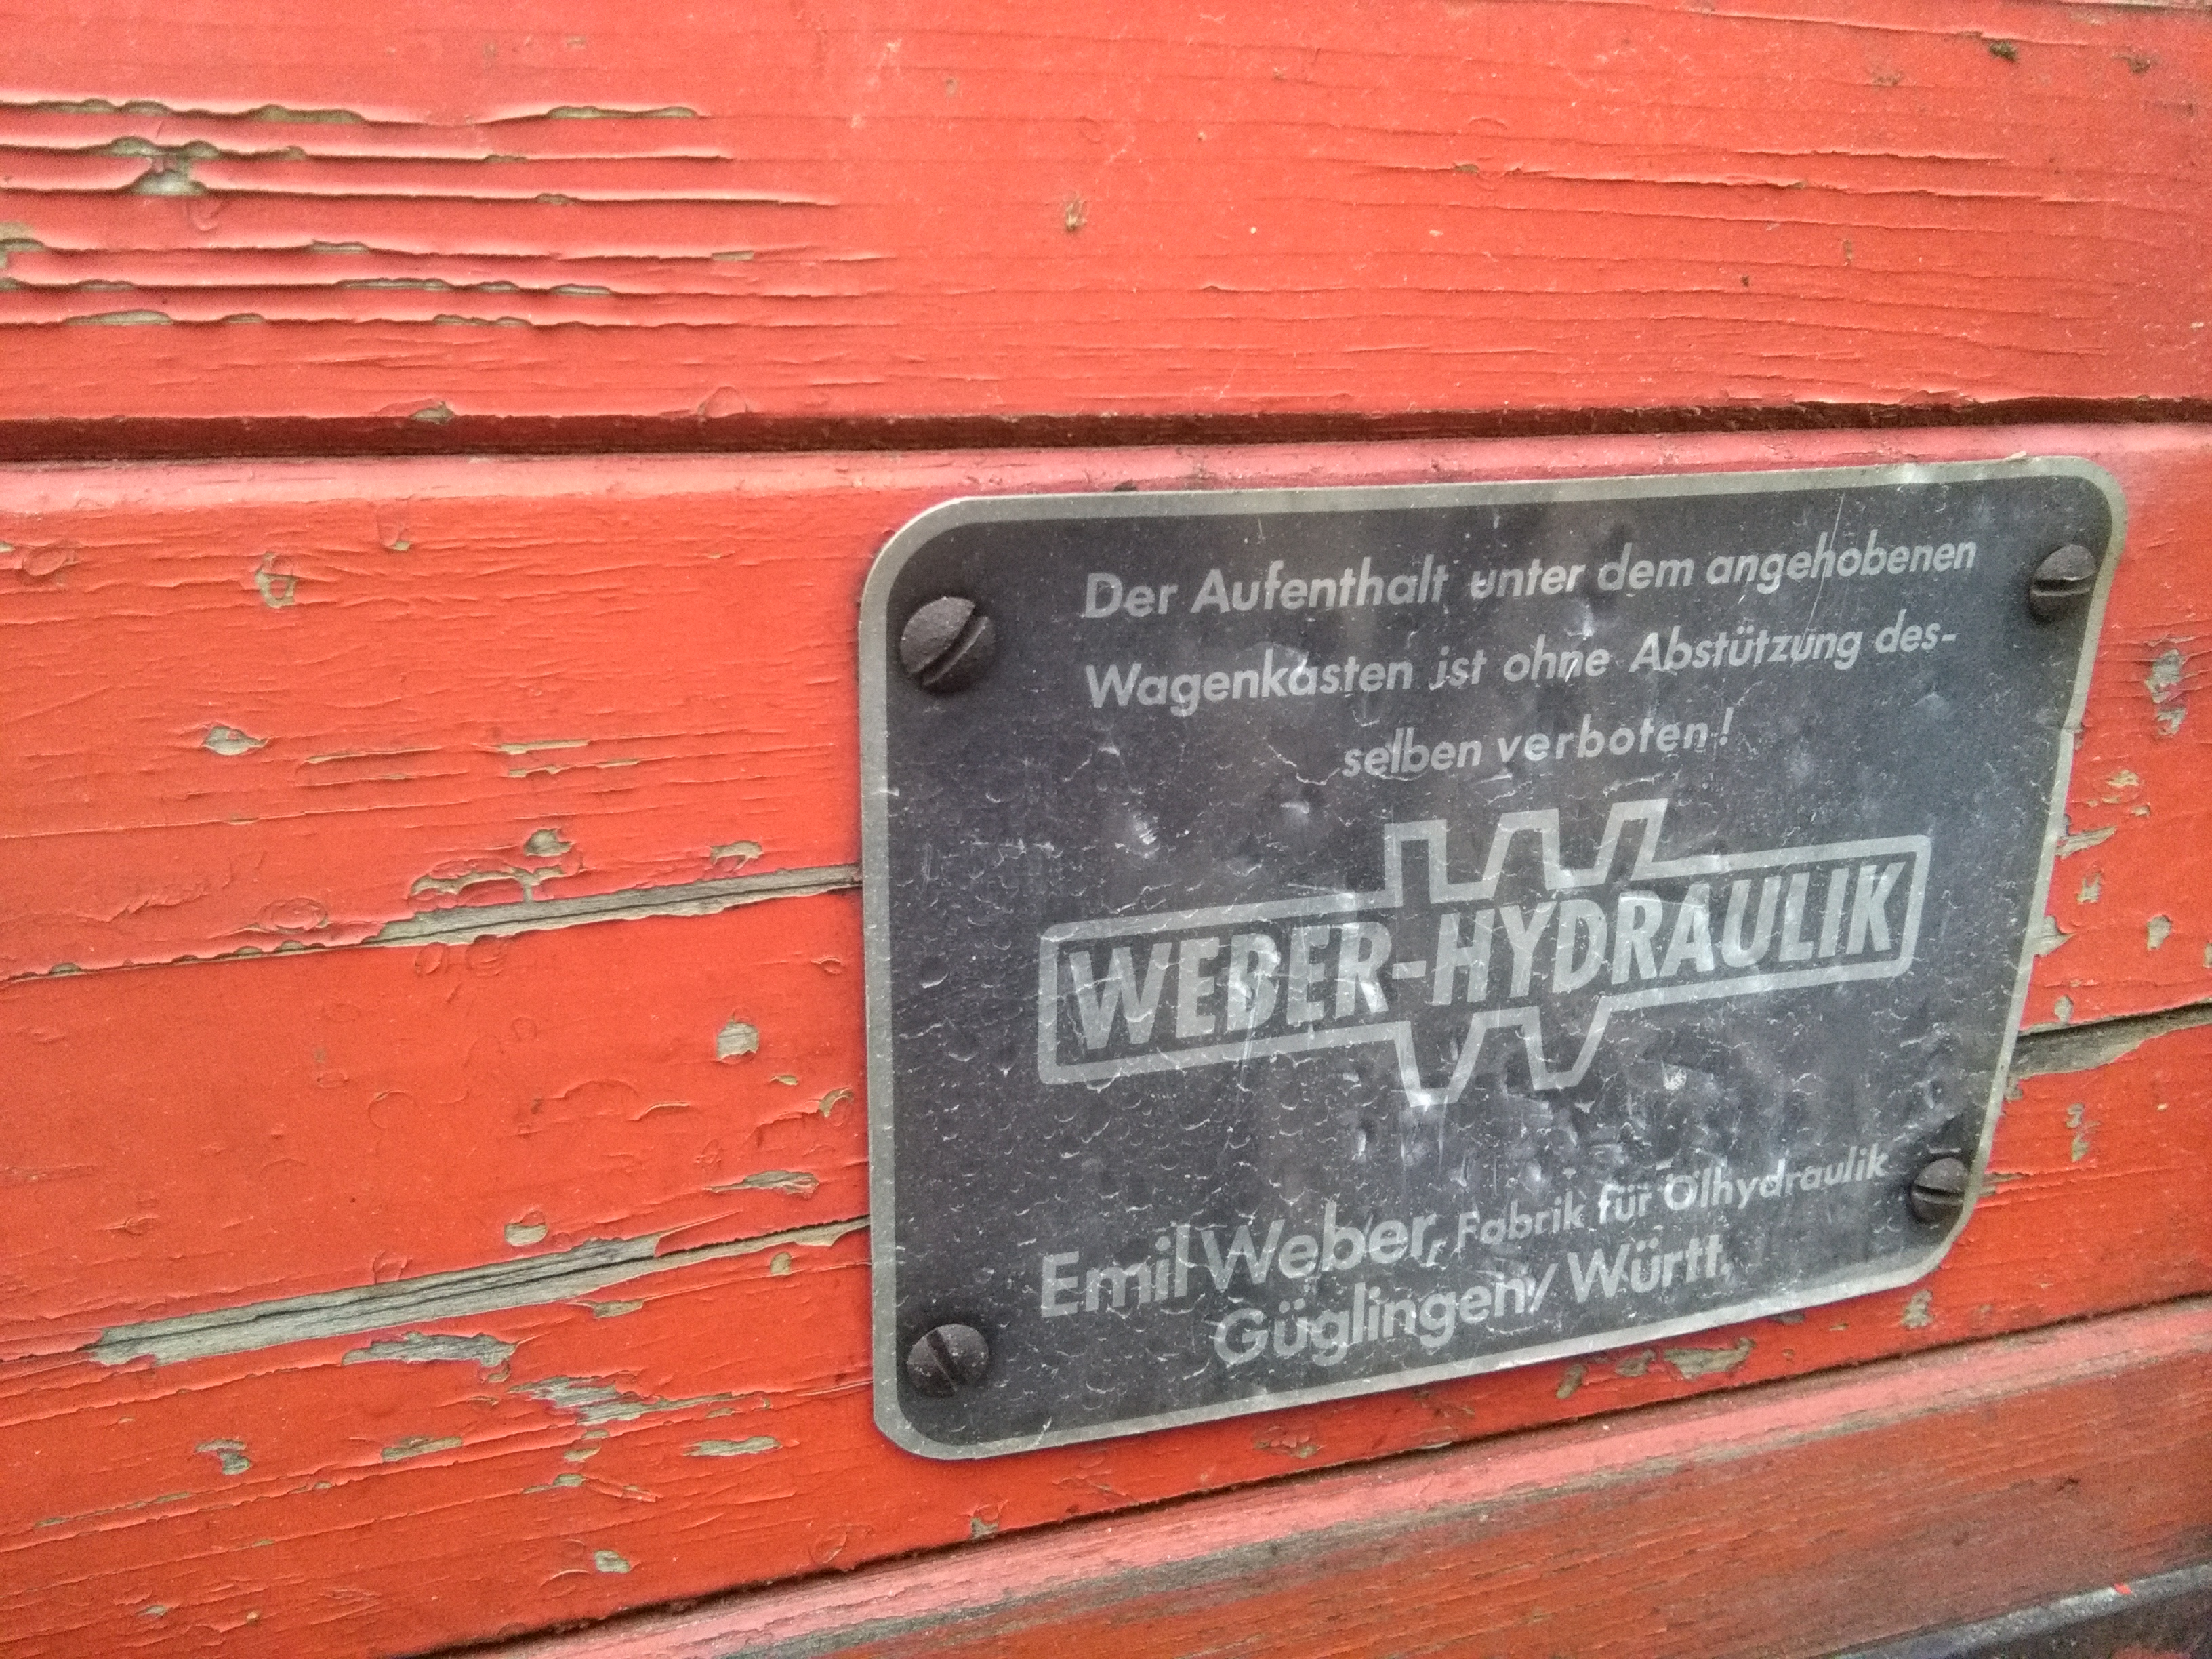 Der Aufenthalt unter dem angehobenen
Wagenkasten ist ohne Abstützung des-
selben verboten!
WEBER-HYDRAULIK
Emil Weber, Fabrik für Ölhydraulik
Güglingen/Württ.